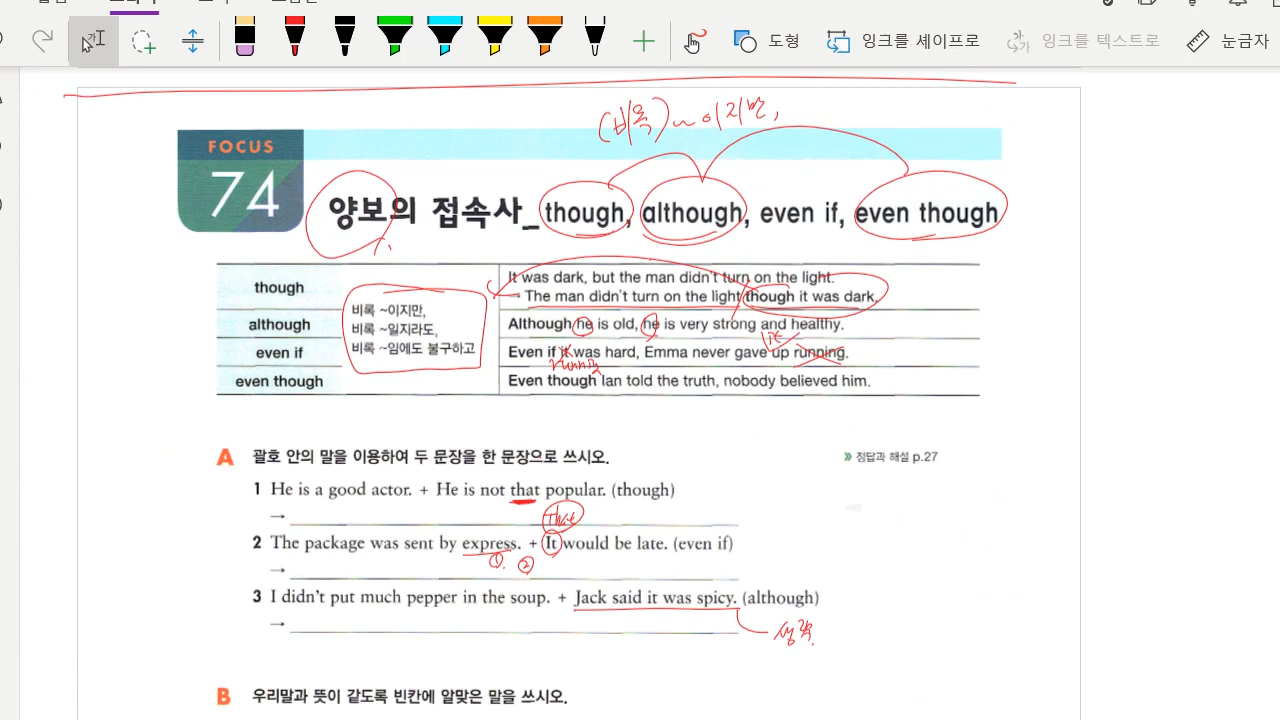 도형
잉크를 셰이프로
잉크를 텍스트로
눈금자
(비록) ~이지만,
FOCUS
74
양보의 접속사_ though, although, even if, even though
though
although
even if
even though
비록 ~이지만,
비록 ~일지라도,
비록 ~임에도 불구하고
It was dark, but the man didn't turn on the light.
→ The man didn't turn on the light though it was dark.
Although he is old, he is very strong and healthy.
it
Even if it was hard, Emma never gave up running.
running
Even though Ian told the truth, nobody believed him.
A 괄호 안의 말을 이용하여 두 문장을 한 문장으로 쓰시오.
» 정답과 해설 p.27
1 He is a good actor. + He is not that popular. (though)
→
That
2 The package was sent by express. + It would be late. (even if)
① ②
→
3 I didn't put much pepper in the soup. + Jack said it was spicy. (although)
→
생략.
B 우리말과 뜻이 같도록 빈칸에 알맞은 말을 쓰시오.